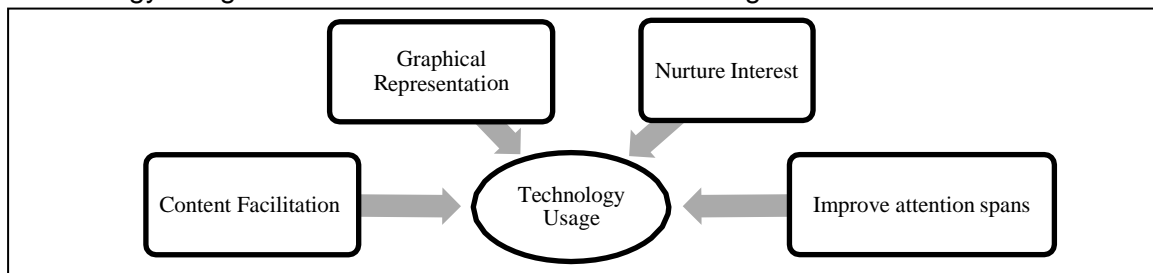 Graphical
Representation
Nurture Interest
Content Facilitation
Technology
Usage
Improve attention spans